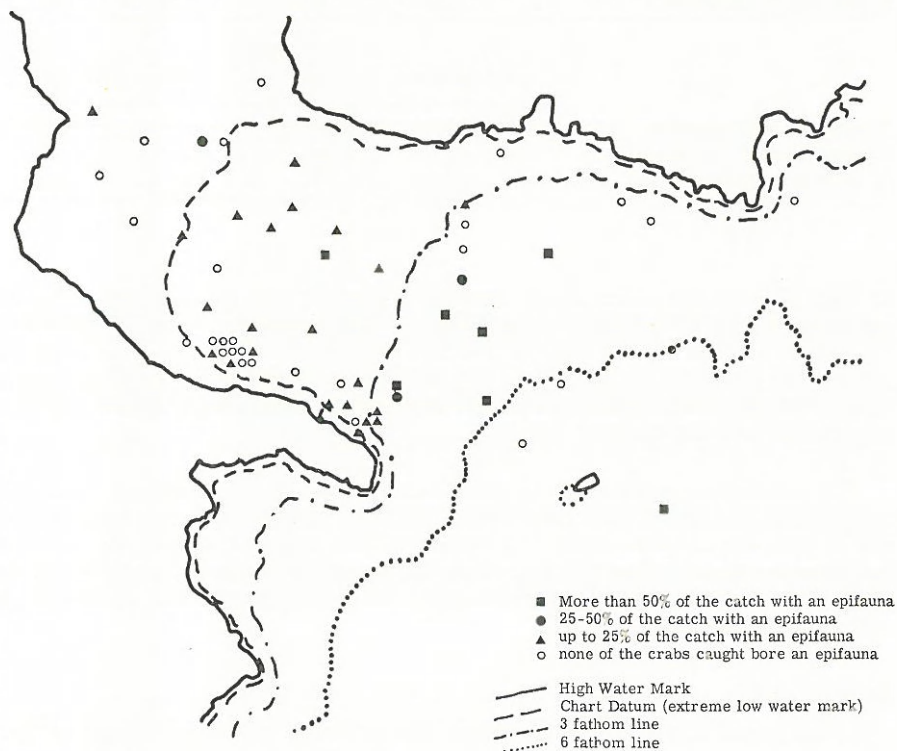 More than 50% of the catch with an epifauna
25-50% of the catch with an epifauna
up to 25% of the catch with an epifauna
none of the crabs caught bore an epifauna
High Water Mark
Chart Datum (extreme low water mark)
3 fathom line
6 fathom line